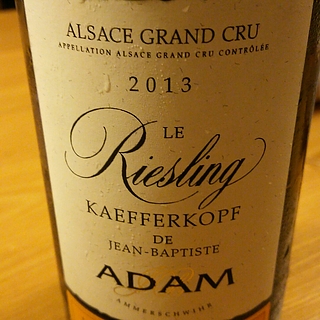 ALSACE GRAND CRU
APPELLATION ALSACE GRAND CRU CONTRÔLÉE
2013
LE
Riesling
KAEFFERKOPF
DE
JEAN-BAPTISTE
ADAM
AMMERSCHWIHR